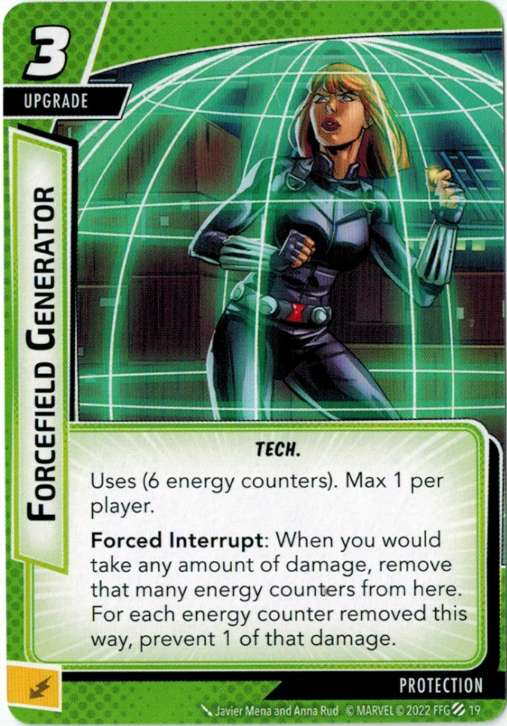 3
UPGRADE
FORCEFIELD GENERATOR
TECH.
Uses (6 energy counters). Max 1 per
player.
Forced Interrupt: When you would
take any amount of damage, remove
that many energy counters from here.
For each energy counter removed this
way, prevent 1 of that damage.
PROTECTION
Javier Mena and Anna Rud © MARVEL © 2022 FFG 19